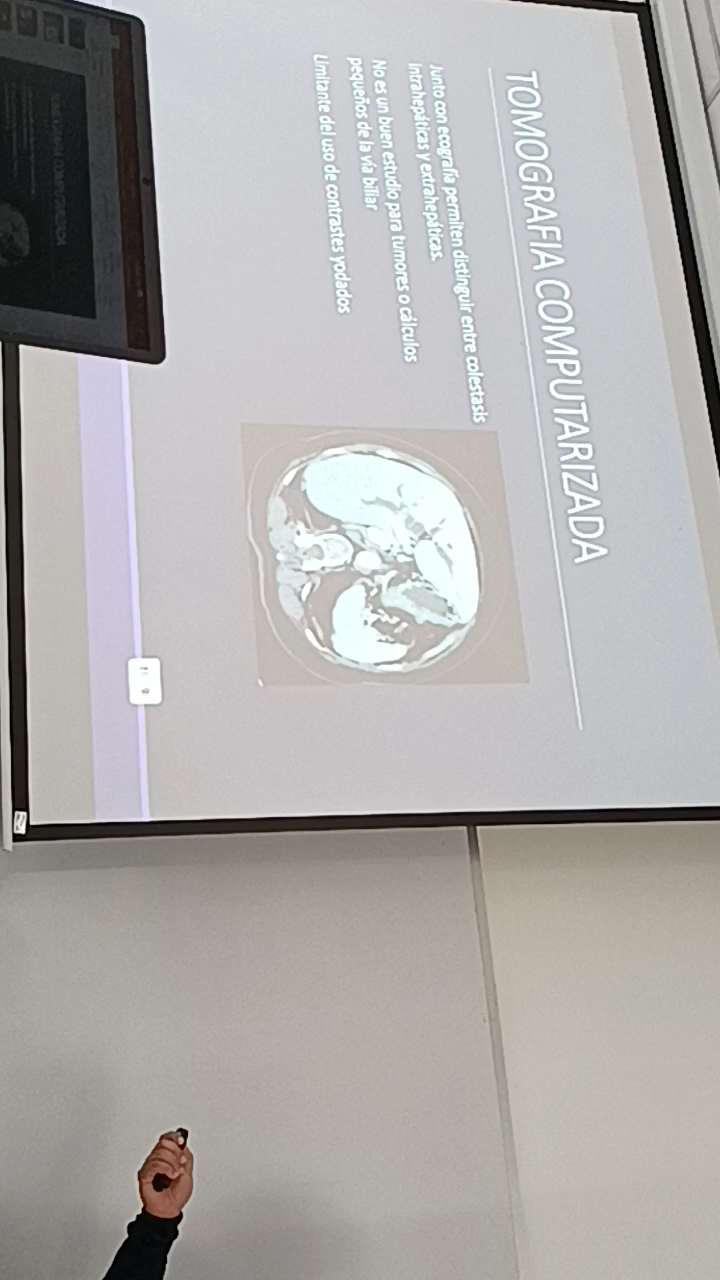 TOMOGRAFIA COMPUTARIZADA
Junto con ecografía permiten distinguir entre colestasis
intrahepáticas y extrahepáticas.
No es un buen estudio para tumores o cálculos
pequeños de la vía biliar
Limitante del uso de contrastes yodados